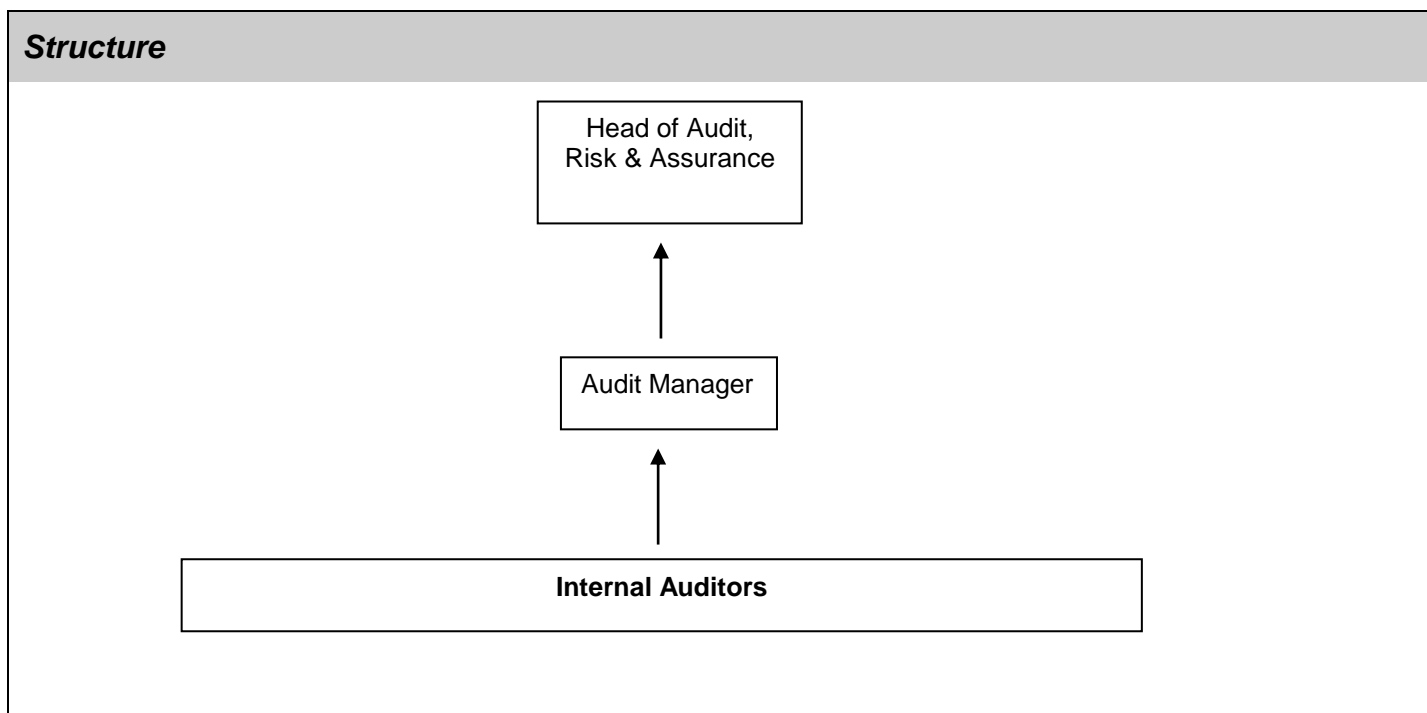 Structure
Head of Audit,
Risk & Assurance
Audit Manager
Internal Auditors